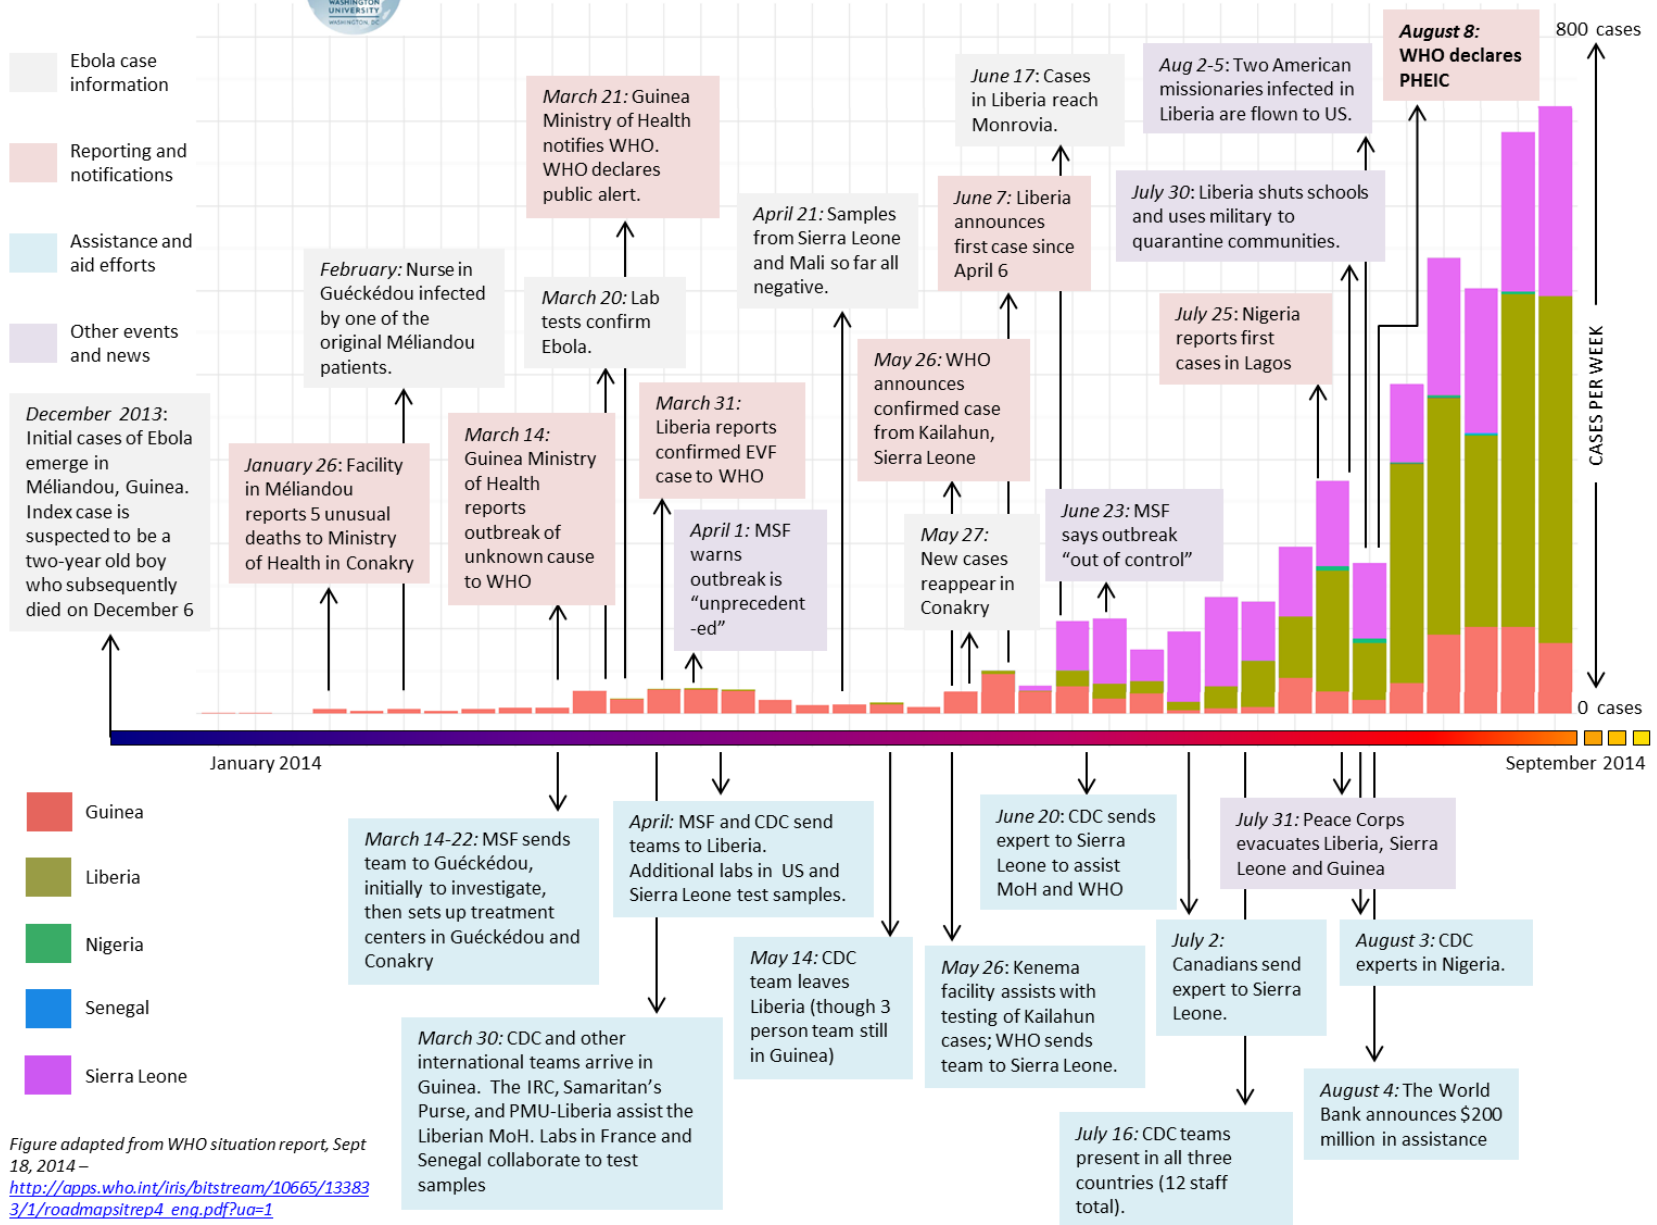 WASHINGTON
UNIVERSITY
WASHINGTON, DC
Ebola case
information
Reporting and
notifications
Assistance and
aid efforts
Other events
and news
December 2013:
Initial cases of Ebola
emerge in
Méliandou, Guinea.
Index case is
suspected to be a
two-year old boy
who subsequently
died on December 6
January 26: Facility
in Méliandou
reports 5 unusual
deaths to Ministry
of Health in Conakry
February: Nurse in
Guéckédou infected
by one of the
original Méliandou
patients.
March 14:
Guinea Ministry
of Health
reports
outbreak of
unknown cause
to WHO
March 20: Lab
tests confirm
Ebola.
March 21: Guinea
Ministry of Health
notifies WHO.
WHO declares
public alert.
March 31:
Liberia reports
confirmed EVF
case to WHO
April 1: MSF
warns
outbreak is
“unprecedent
-ed”
April 21: Samples
from Sierra Leone
and Mali so far all
negative.
May 26: WHO
announces
confirmed case
from Kailahun,
Sierra Leone
May 27:
New cases
reappear in
Conakry
June 7: Liberia
announces
first case since
April 6
June 17: Cases
in Liberia reach
Monrovia.
June 23: MSF
says outbreak
“out of control”
July 25: Nigeria
reports first
cases in Lagos
July 30: Liberia shuts schools
and uses military to
quarantine communities.
Aug 2-5: Two American
missionaries infected in
Liberia are flown to US.
August 8:
WHO declares
PHEIC
800 cases
CASES PER WEEK
0 cases
January 2014
September 2014
Guinea
Liberia
Nigeria
Senegal
Sierra Leone
March 14-22: MSF sends
team to Guéckédou,
initially to investigate,
then sets up treatment
centers in Guéckédou and
Conakry
March 30: CDC and other
international teams arrive in
Guinea. The IRC, Samaritan’s
Purse, and PMU-Liberia assist the
Liberian MoH. Labs in France and
Senegal collaborate to test
samples
April: MSF and CDC send
teams to Liberia.
Additional labs in US and
Sierra Leone test samples.
May 14: CDC
team leaves
Liberia (though 3
person team still
in Guinea)
May 26: Kenema
facility assists with
testing of Kailahun
cases; WHO sends
team to Sierra Leone.
June 20: CDC sends
expert to Sierra
Leone to assist
MoH and WHO
July 2:
Canadians send
expert to Sierra
Leone.
July 16: CDC teams
present in all three
countries (12 staff
total).
July 31: Peace Corps
evacuates Liberia, Sierra
Leone and Guinea
August 3: CDC
experts in Nigeria.
August 4: The World
Bank announces $200
million in assistance
Figure adapted from WHO situation report, Sept
18, 2014 –
http://apps.who.int/iris/bitstream/10665/13383
3/1/roadmapsitrep4_eng.pdf?ua=1